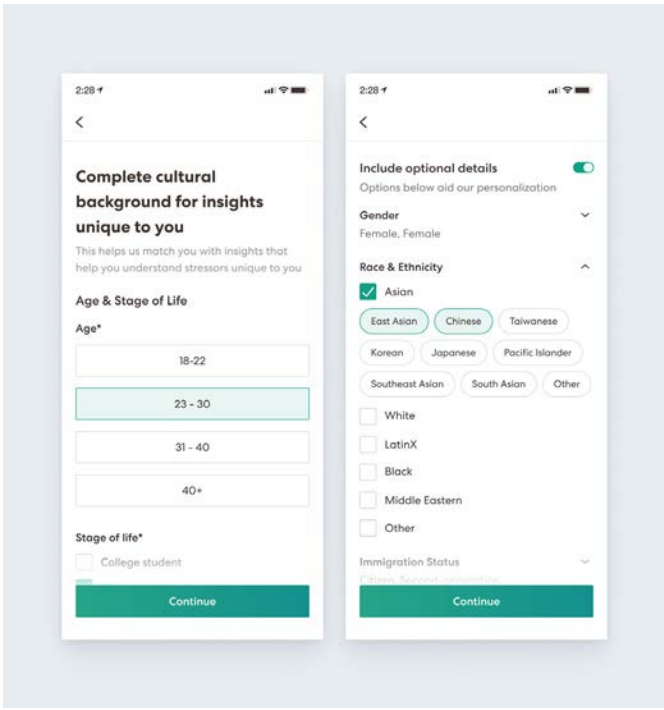 2:28
Complete cultural
background for insights
unique to you
This helps us match you with insights that
help you understand stressors unique to you
Age & Stage of Life
Age*
18-22
23 - 30
31 - 40
40+
Stage of life*
College student
Continue
2:28
Include optional details
Options below aid our personalization
Gender
Female, Female
Race & Ethnicity
Asian
East Asian Chinese Taiwanese
Korean Japanese Pacific Islander
Southeast Asian South Asian Other
White
LatinX
Black
Middle Eastern
Other
Immigration Status
Citizen, Second-generation
Continue